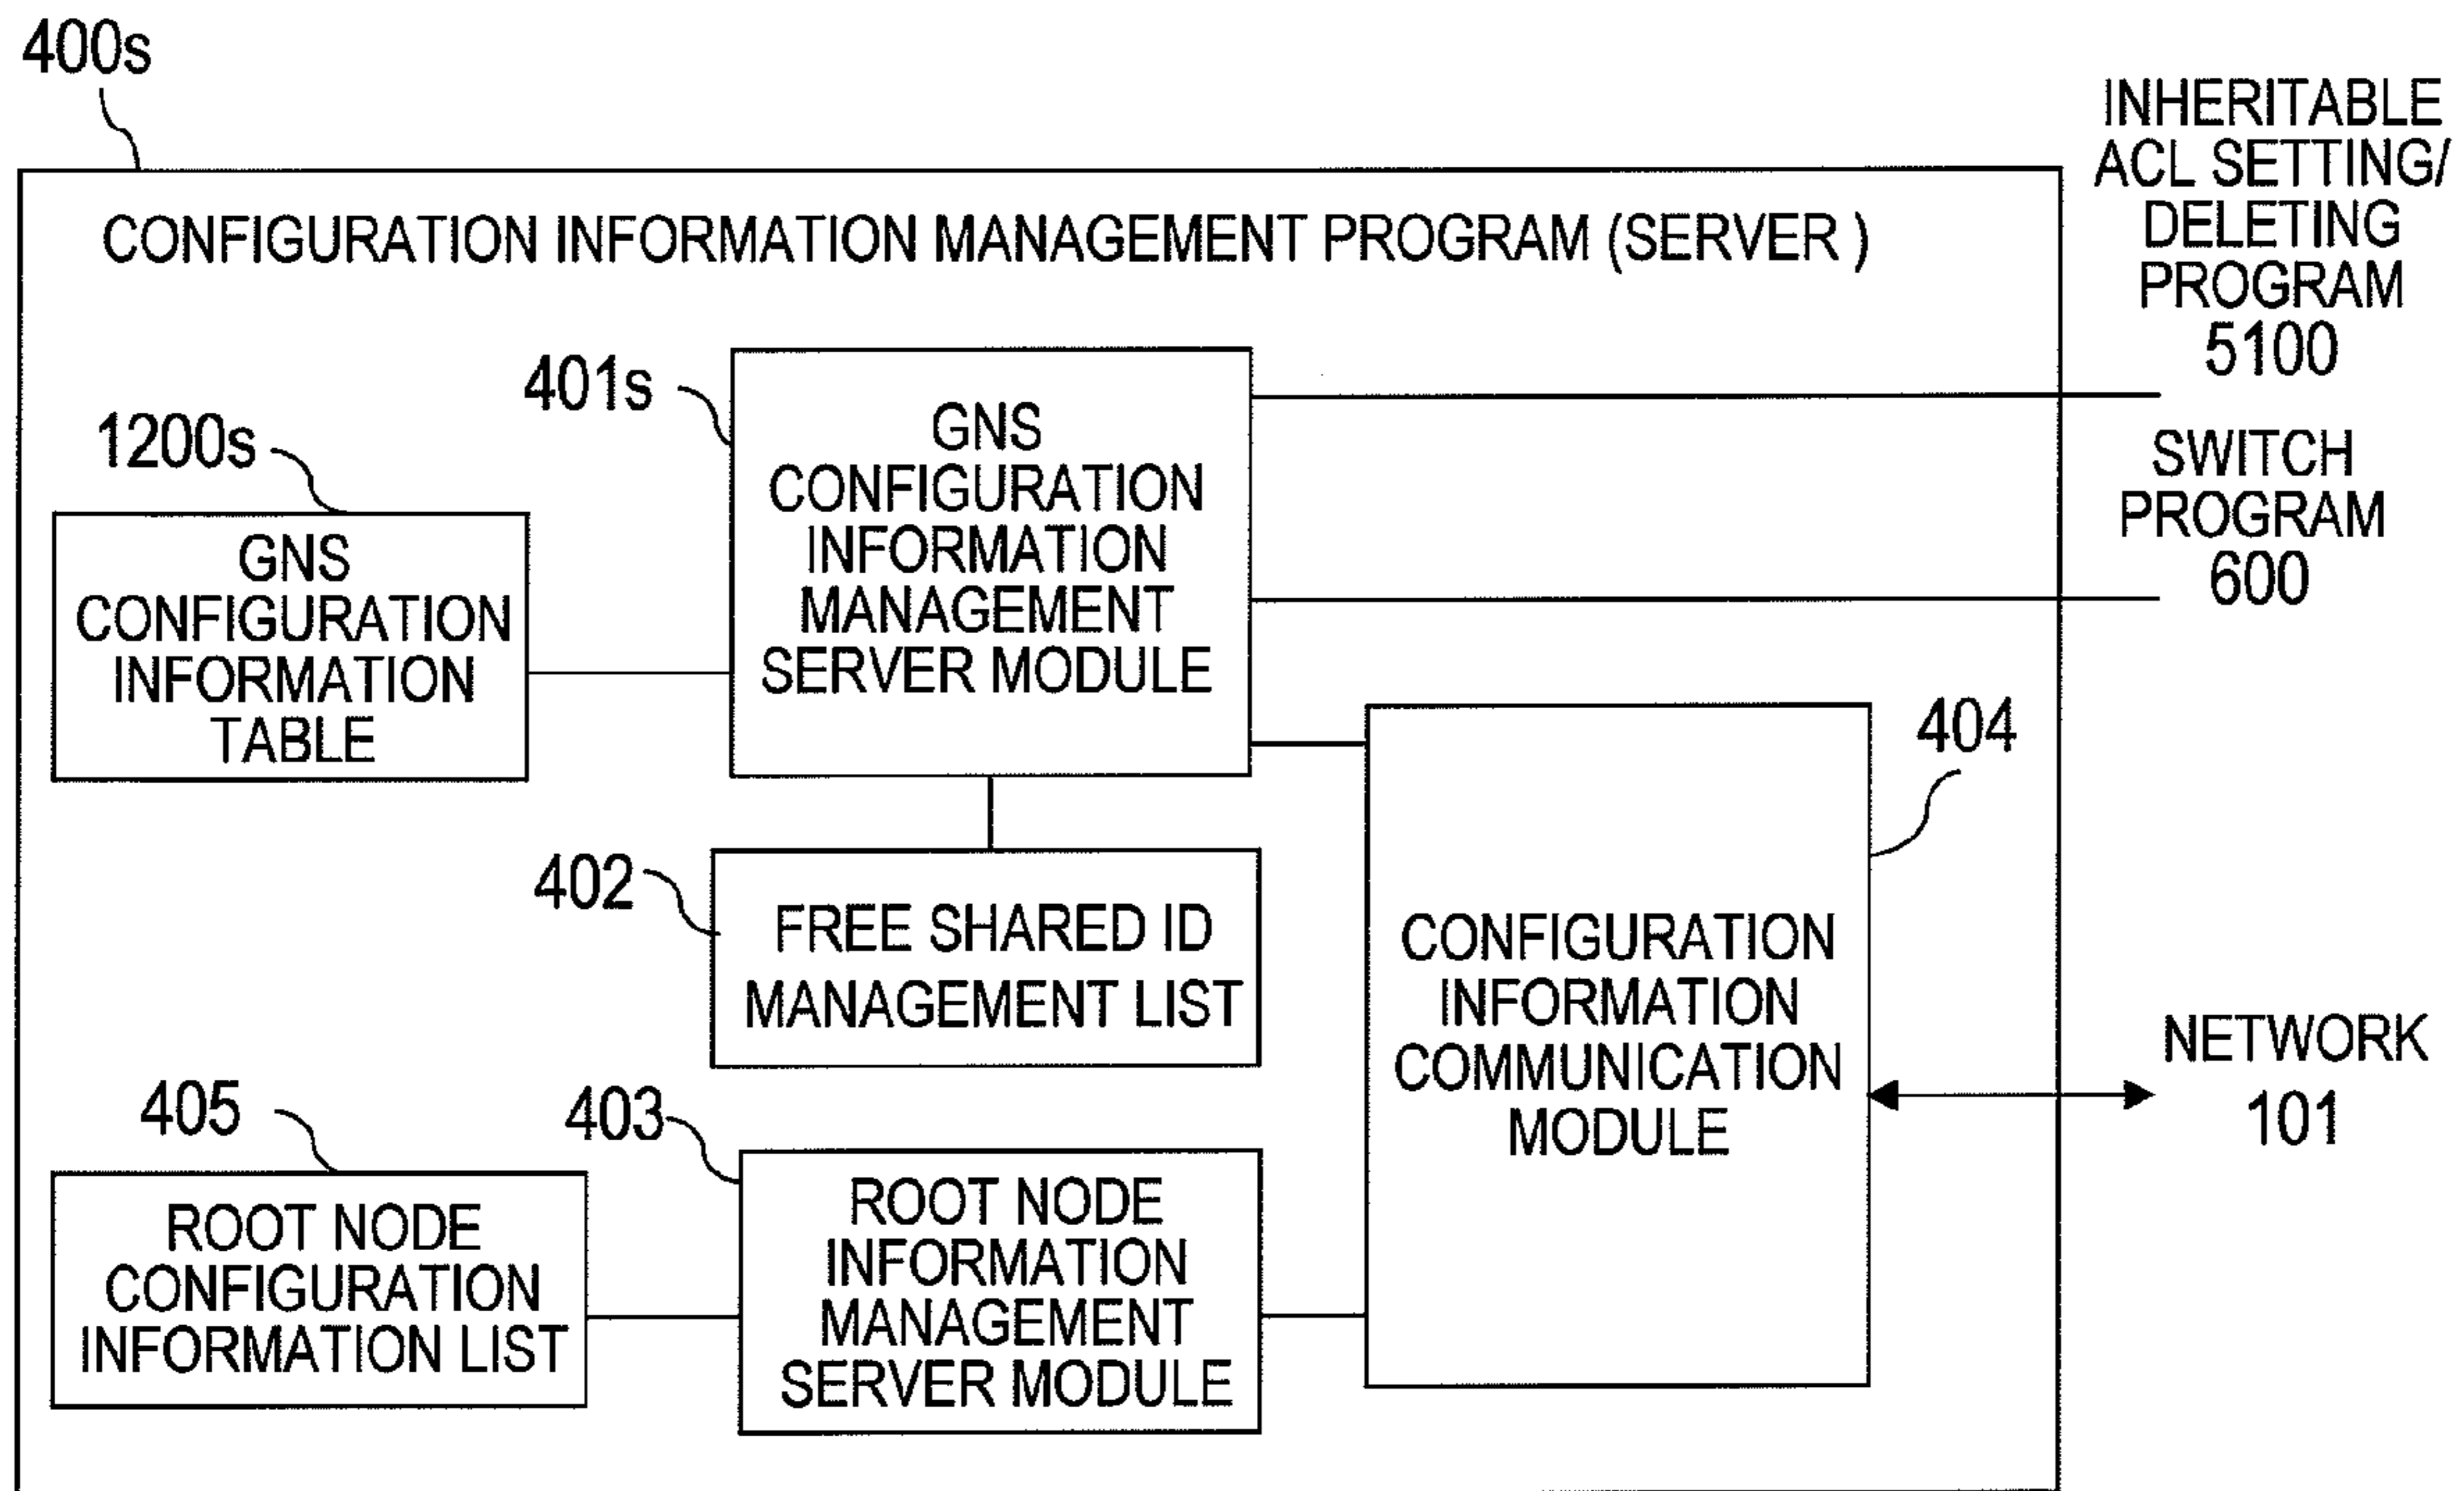 400s
CONFIGURATION INFORMATION MANAGEMENT PROGRAM (SERVER )
INHERITABLE
ACL SETTING/
DELETING
PROGRAM
5100
401s
GNS
CONFIGURATION
INFORMATION
MANAGEMENT
SERVER MODULE
1200s
GNS
CONFIGURATION
INFORMATION
TABLE
SWITCH
PROGRAM
600
404
402
FREE SHARED ID
MANAGEMENT LIST
CONFIGURATION
INFORMATION
COMMUNICATION
MODULE
NETWORK
101
405
ROOT NODE
CONFIGURATION
INFORMATION LIST
403
ROOT NODE
INFORMATION
MANAGEMENT
SERVER MODULE